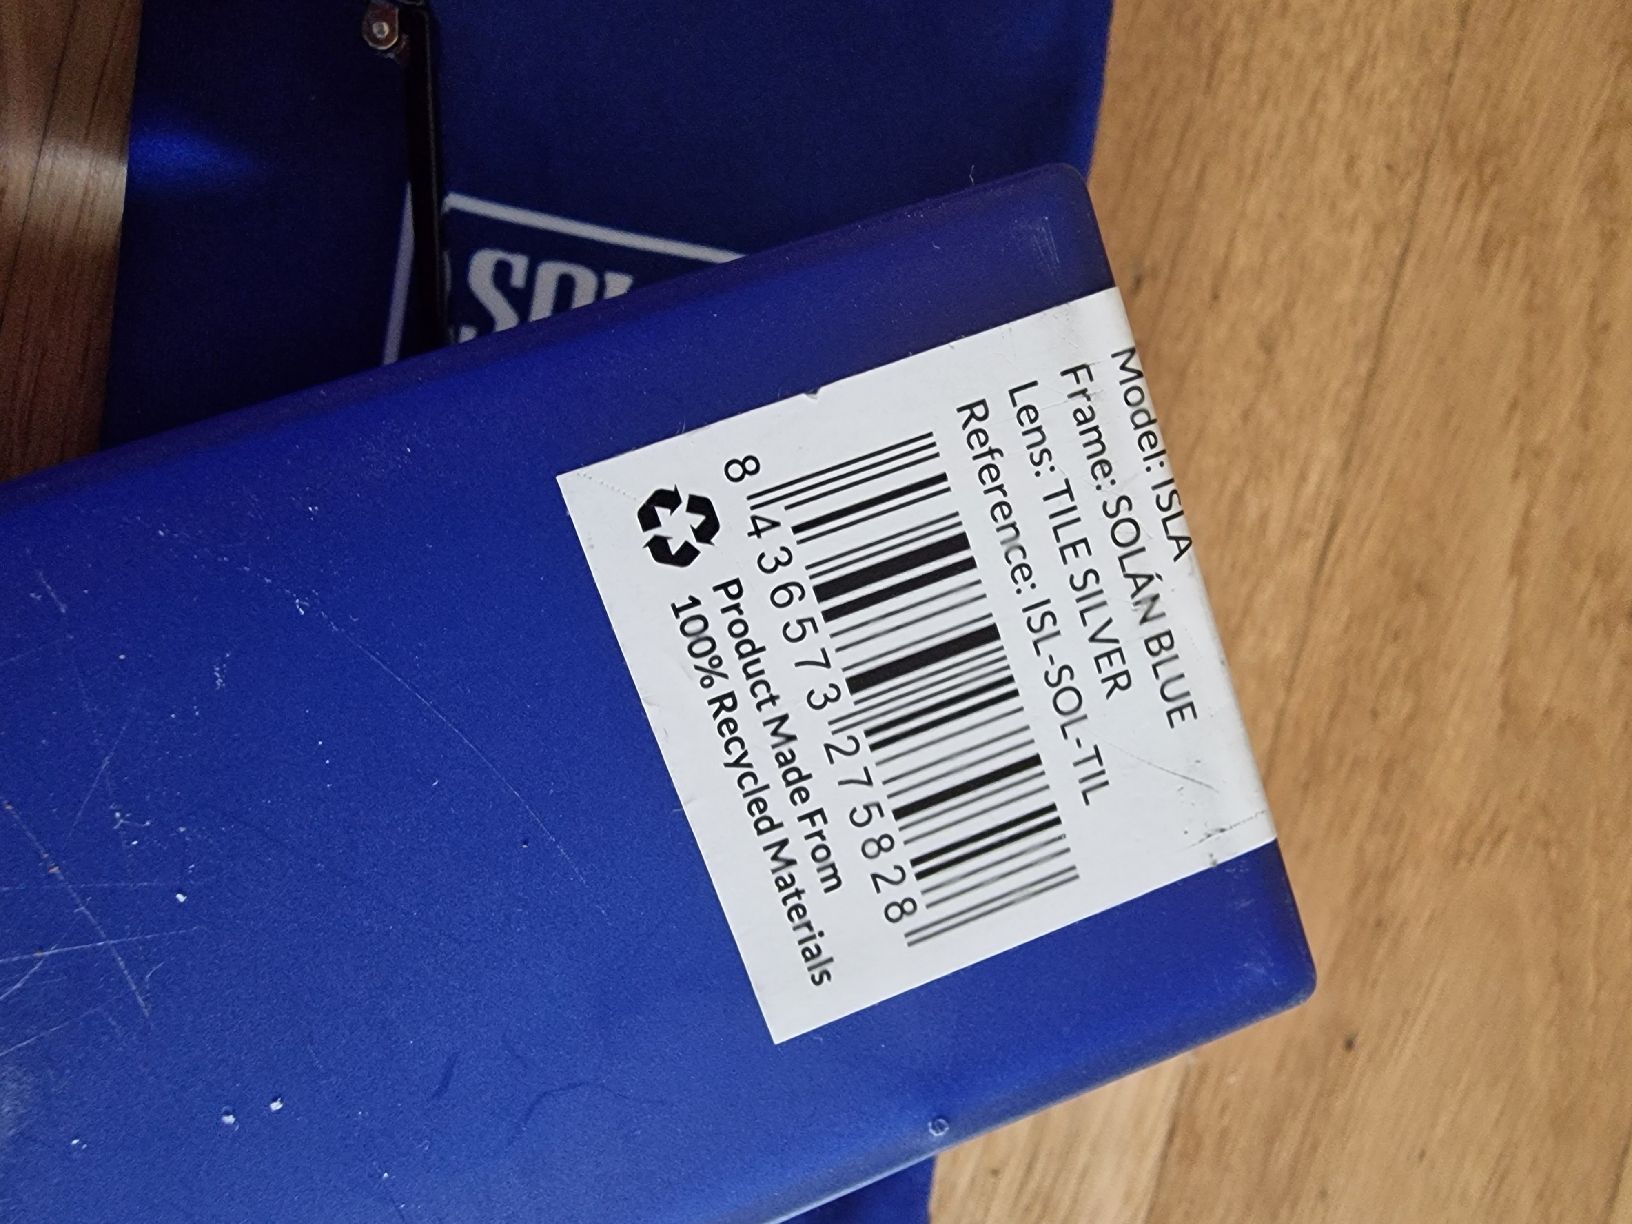 Model: ISLA
Frame: SOLÁN BLUE
Lens: TILE SILVER
Reference: ISL-SOL-TIL
8 436573 275828
Product Made From
100% Recycled Materials